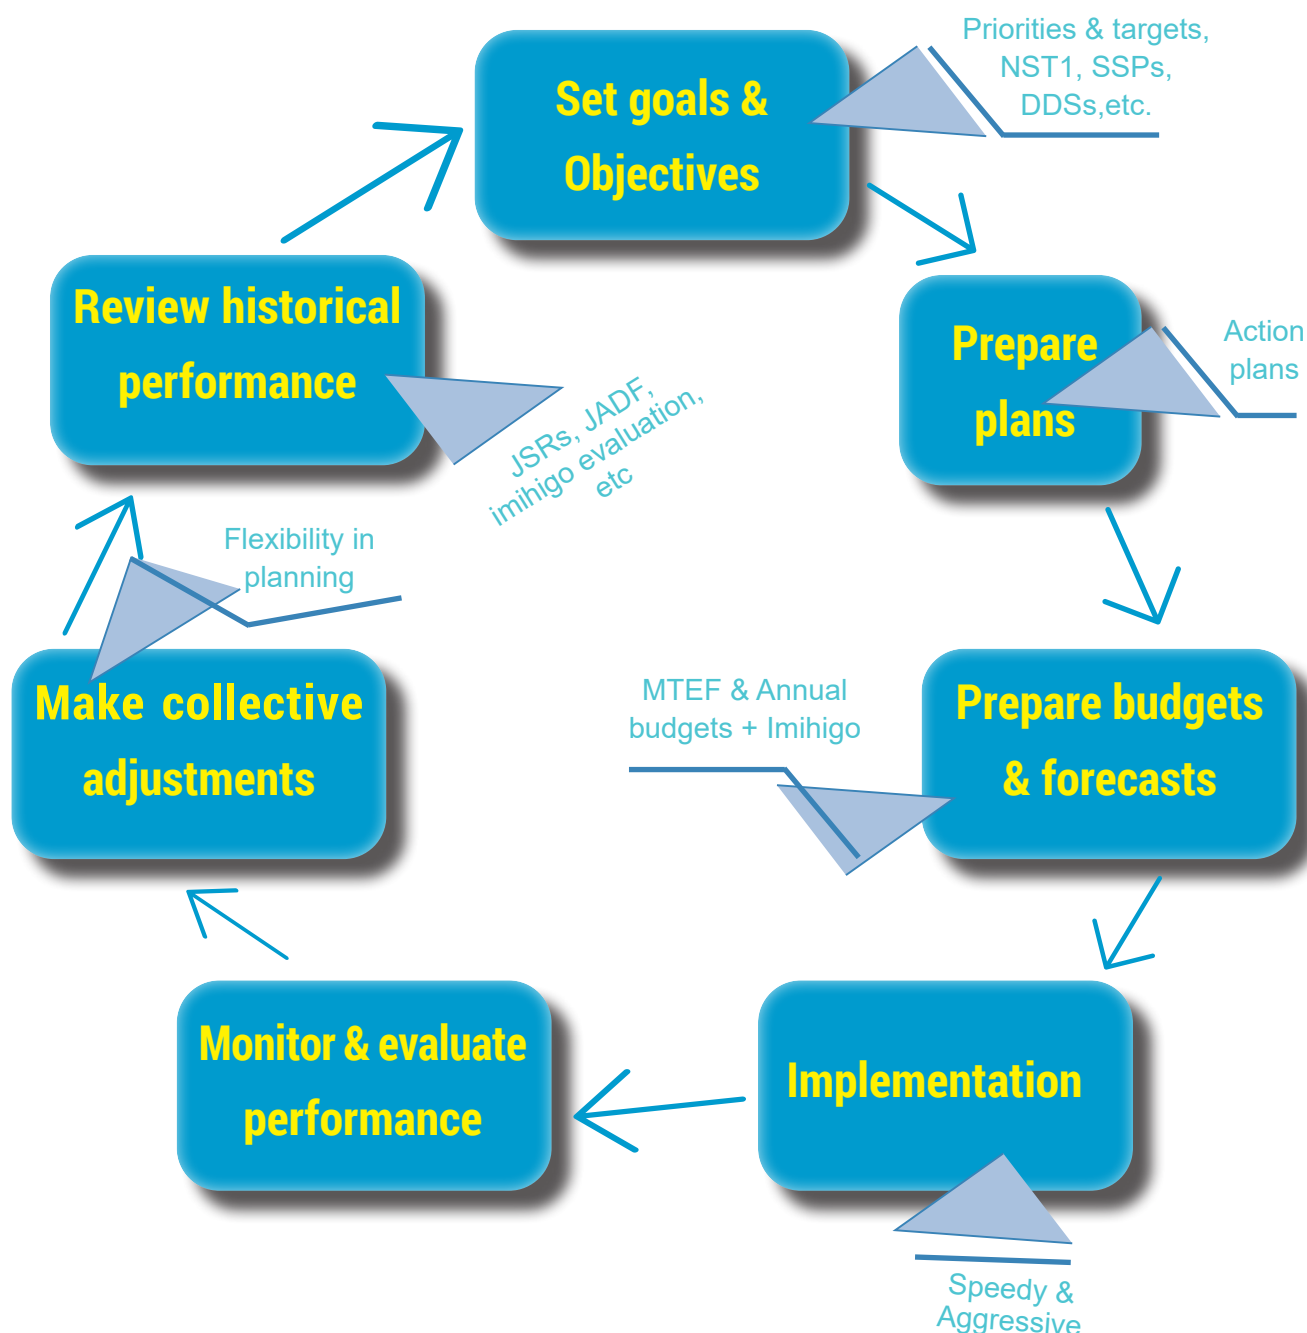 Priorities & targets,
NST1, SSPs,
DDSs,etc.
Set goals &
Objectives
Review historical
performance
JSRs, JADF,
imihigo evaluation,
etc
Prepare
plans
Action
plans
Flexibility in
planning
Make collective
adjustments
MTEF & Annual
budgets + Imihigo
Prepare budgets
& forecasts
Monitor & evaluate
performance
Implementation
Speedy &
Aggressive